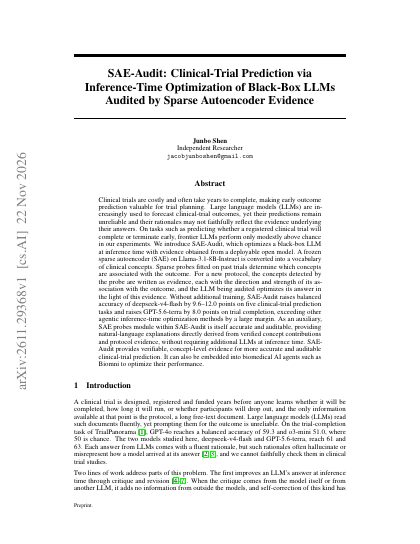 SAE-Audit: Clinical-Trial Prediction via
Inference-Time Optimization of Black-Box LLMs
Audited by Sparse Autoencoder Evidence
Junbo Shen
Independent Researcher
jacobjunboshen@gmail.com
Abstract
Clinical trials are costly and often take years to complete, making early outcome
prediction valuable for trial planning. Large language models (LLMs) are in-
creasingly used to forecast clinical-trial outcomes, yet their predictions remain
unreliable and their rationales may not faithfully reflect the evidence underlying
their answers. On tasks such as predicting whether a registered clinical trial will
complete or terminate early, frontier LLMs perform only modestly above chance
in our experiments. We introduce SAE-Audit, which optimizes a black-box LLM
at inference time with evidence obtained from a deployable open model. A frozen
sparse autoencoder (SAE) on Llama-3.1-8B-Instruct is converted into a vocabulary
of clinical concepts. Sparse probes fitted on past trials determine which concepts
are associated with the outcome. For a new protocol, the concepts detected by
the probe are written as evidence, each with the direction and strength of its as-
sociation with the outcome, and the LLM being audited optimizes its answer in
the light of this evidence. Without additional training, SAE-Audit raises balanced
accuracy of deepseek-v4-flash by 9.6–12.0 points on five clinical-trial prediction
tasks and raises GPT-5.6-terra by 8.0 points on trial completion, exceeding other
agentic inference-time optimization methods by a large margin. As an auxiliary,
SAE probes module within SAE-Audit is itself accurate and auditable, providing
natural-language explanations directly derived from verified concept contributions
and protocol evidence, without requiring additional LLMs at inference time. SAE-
Audit provides verifiable, concept-level evidence for more accurate and auditable
clinical-trial prediction. It can also be embedded into biomedical AI agents such as
Biomni to optimize their performance.
1 Introduction
A clinical trial is designed, registered and funded years before anyone learns whether it will be
completed, how long it will run, or whether participants will drop out, and the only information
available at that point is the protocol, a long free-text document. Large language models (LLMs) read
such documents fluently, yet prompting them for the outcome is unreliable. On the trial-completion
task of TrialPanorama [1], GPT-4o reaches a balanced accuracy of 59.3 and o3-mini 51.0, where
50 is chance. The two models studied here, deepseek-v4-flash and GPT-5.6-terra, reach 61 and
63. Each answer from LLMs comes with a fluent rationale, but such rationales often hallucinate or
misrepresent how a model arrived at its answer [2, 3], and we cannot faithfully check them in clinical
trial studies.
Two lines of work address parts of this problem. The first improves an LLM's answer at inference
time through critique and revision [6, 7]. When the critique comes from the model itself or from
another LLM, it adds no information from outside the models, and self-correction of this kind has
Preprint.
arXiv:2611.29368v1 [cs.AI] 22 Nov 2026